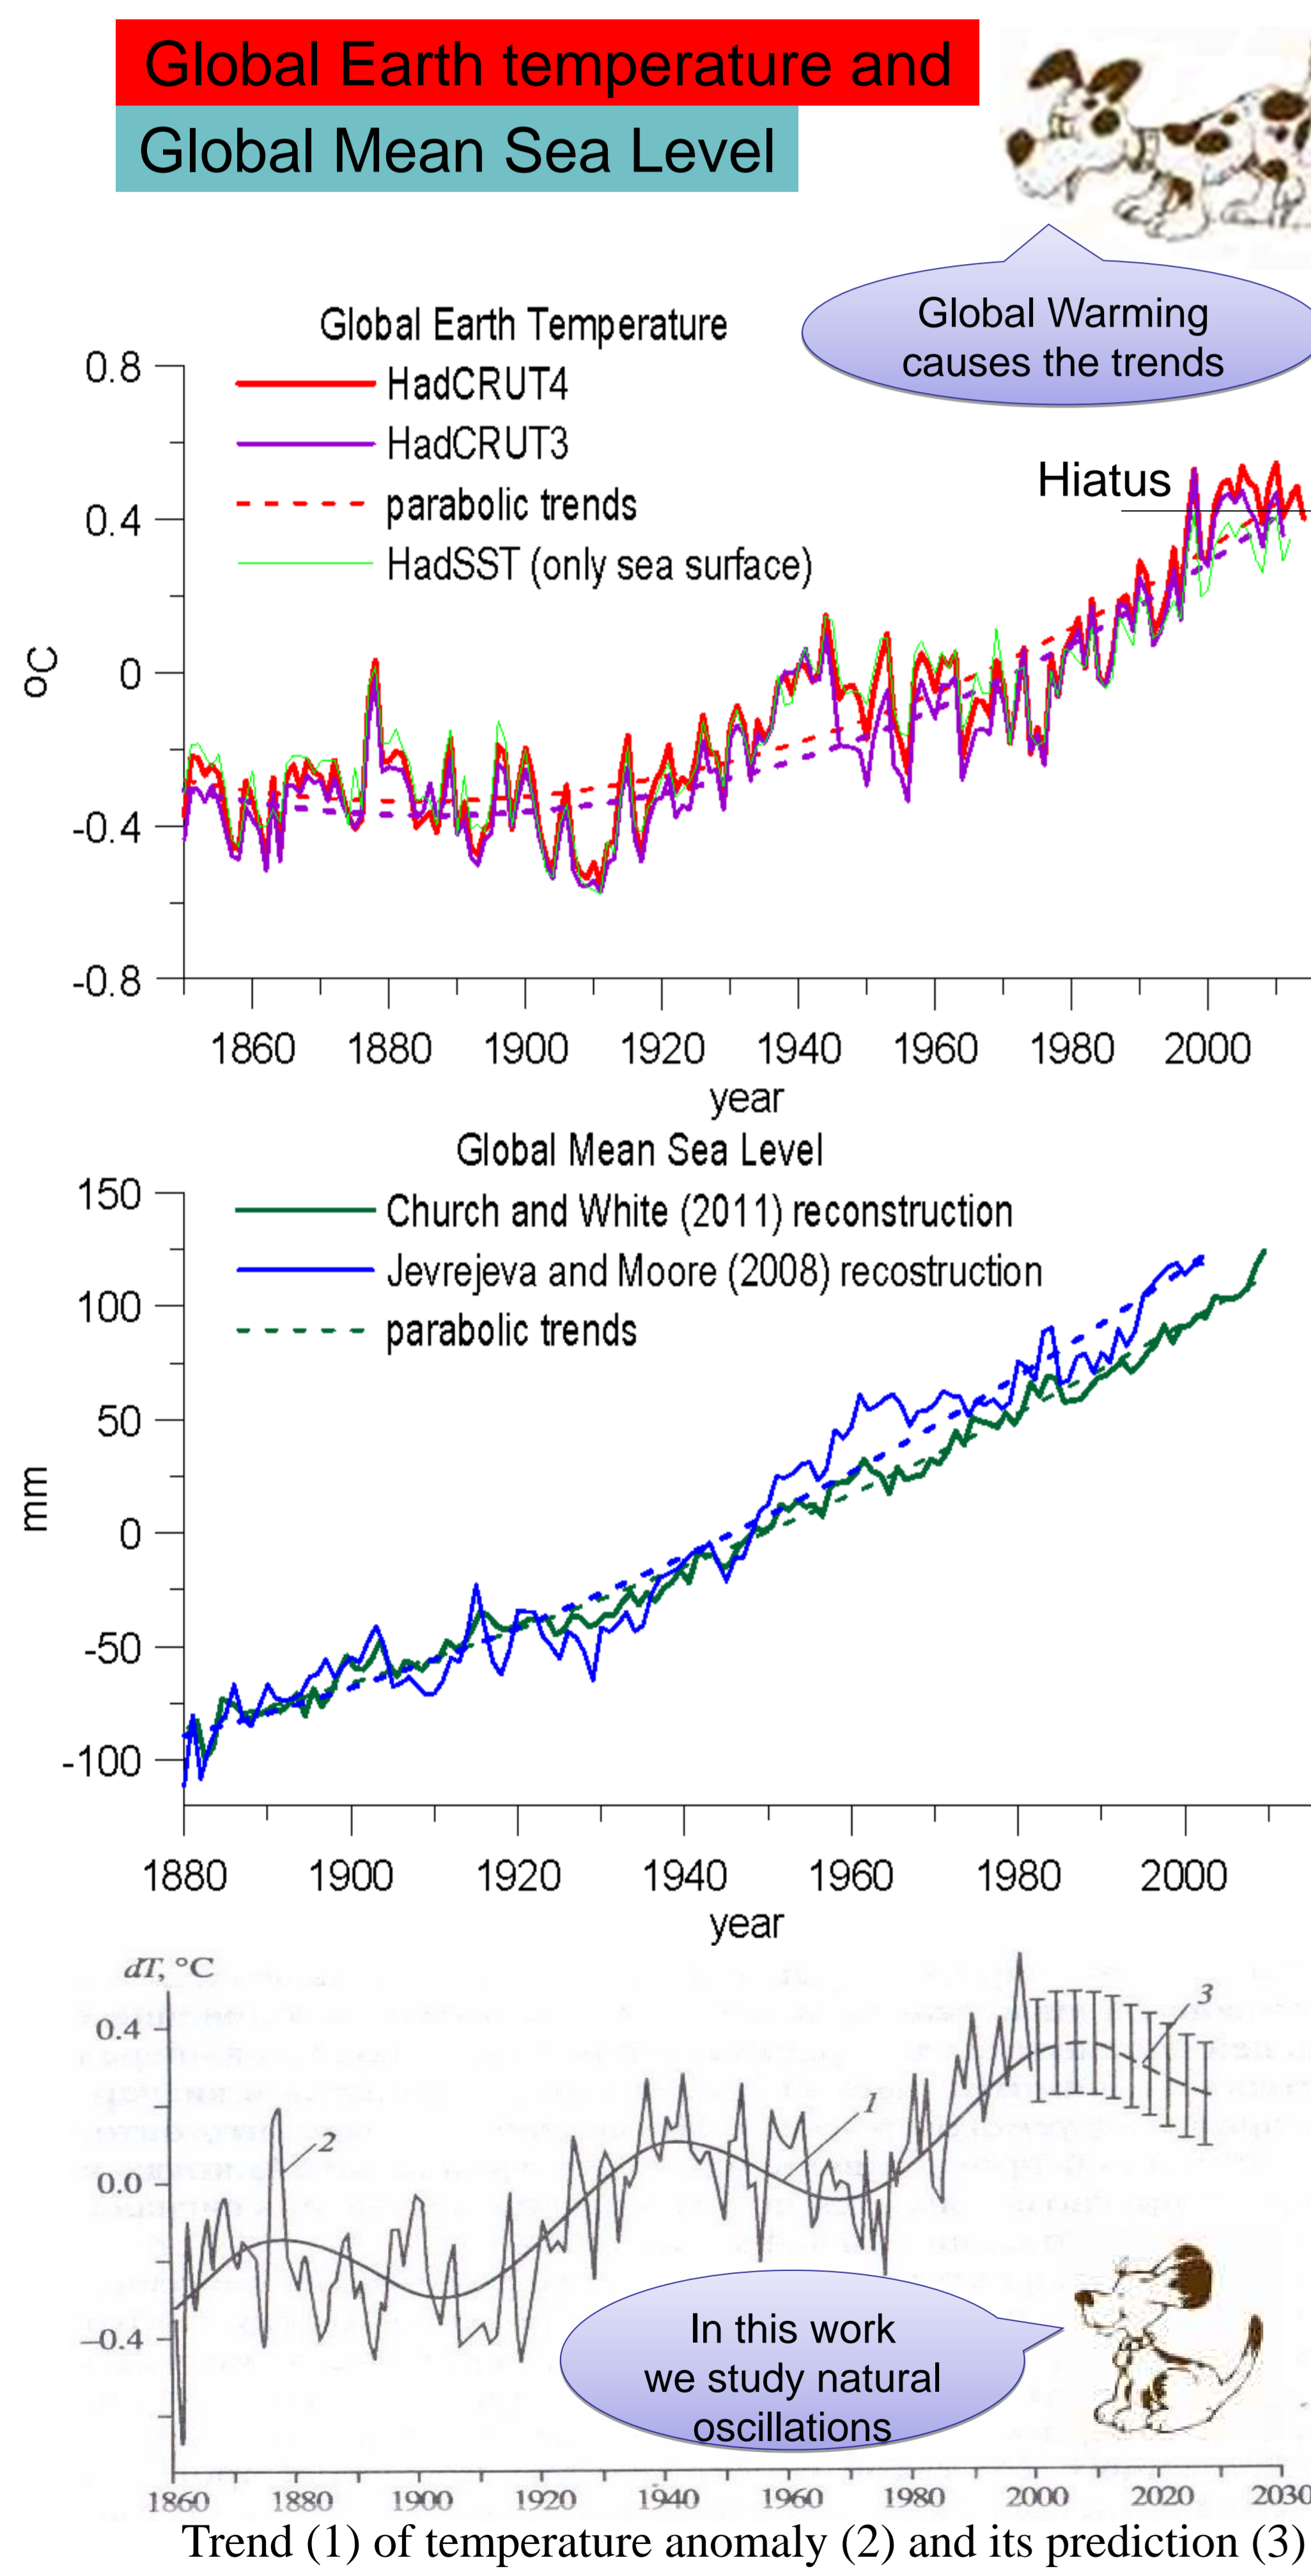 Global Earth temperature and
Global Mean Sea Level
Global Warming
causes the trends
Global Earth Temperature
HadCRUT4
HadCRUT3
parabolic trends
HadSST (only sea surface)
Hiatus
0.8
0.4
0
-0.4
-0.8
oC
1860 1880 1900 1920 1940 1960 1980 2000
year
Global Mean Sea Level
Church and White (2011) reconstruction
Jevrejeva and Moore (2008) recostruction
parabolic trends
150
100
50
0
-50
-100
mm
1880 1900 1920 1940 1960 1980 2000
year
dT, °C
0.4
0.0
–0.4
1
2
3
In this work
we study natural
oscillations
1860 1880 1900 1920 1940 1960 1980 2000 2020 2030
Trend (1) of temperature anomaly (2) and its prediction (3)